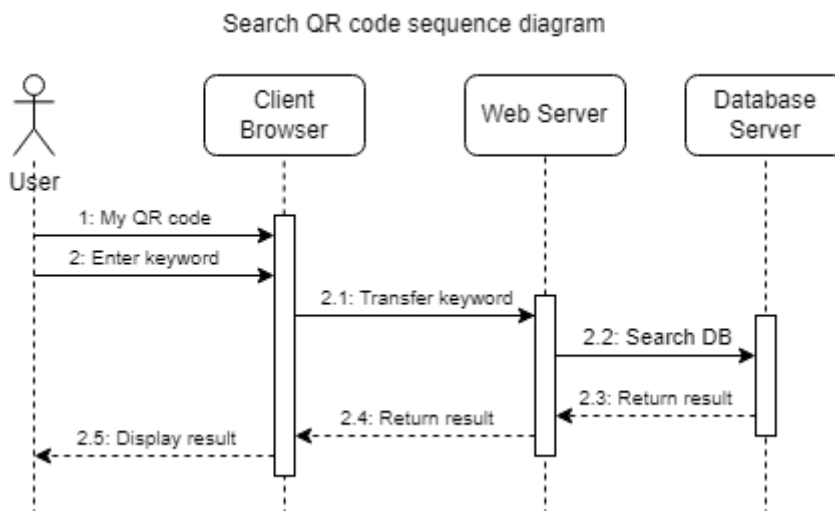 Search QR code sequence diagram
Client
Browser
Web Server
Database
Server
User
1: My QR code
2: Enter keyword
2.1: Transfer keyword
2.2: Search DB
2.3: Return result
2.4: Return result
2.5: Display result